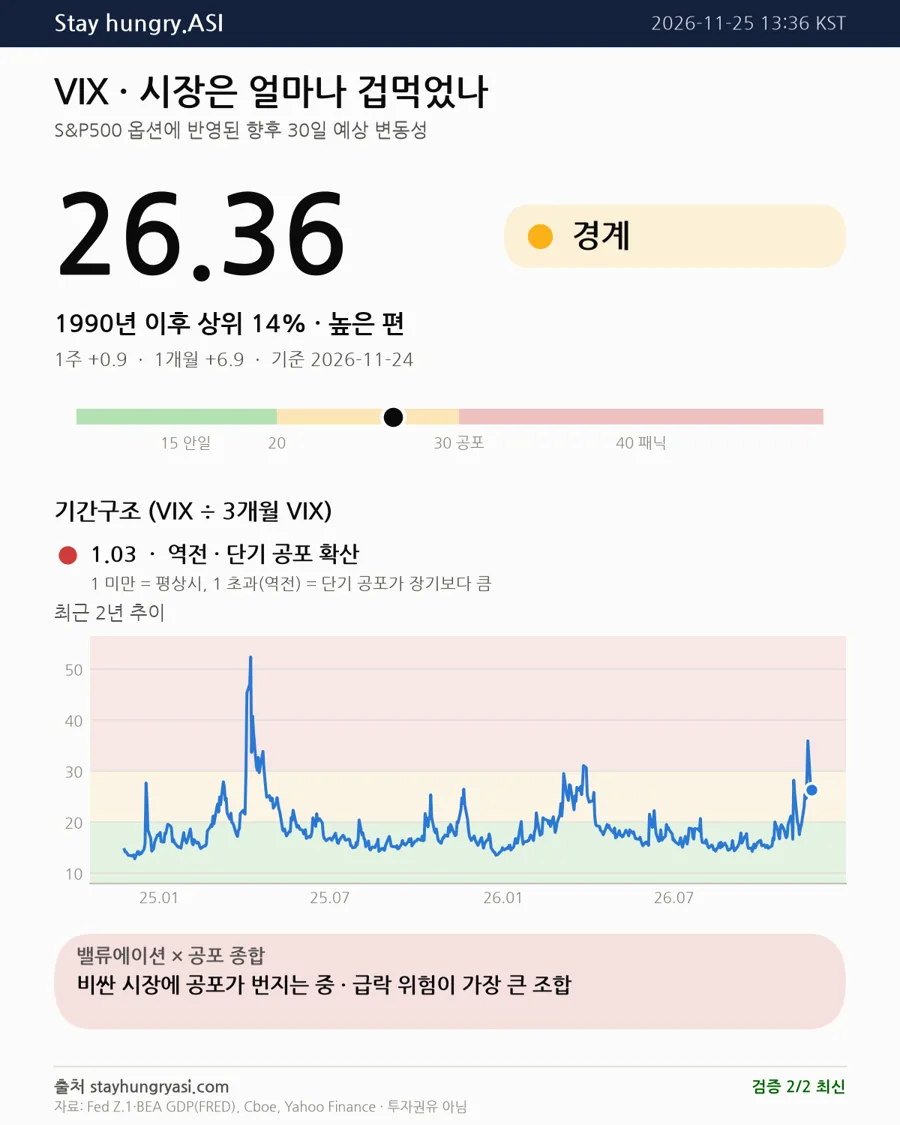 Stay hungry.ASI
2026-11-25 13:36 KST
VIX · 시장은 얼마나 겁먹었나
S&P500 옵션에 반영된 향후 30일 예상 변동성
26.36
경계
1990년 이후 상위 14% · 높은 편
1주 +0.9 · 1개월 +6.9 · 기준 2026-11-24
15 안일 20 30 공포 40 패닉
기간구조 (VIX ÷ 3개월 VIX)
1.03 · 역전 · 단기 공포 확산
1 미만 = 평상시, 1 초과(역전) = 단기 공포가 장기보다 큼
최근 2년 추이
50
40
30
20
10
25.01 25.07 26.01 26.07
밸류에이션 × 공포 종합
비싼 시장에 공포가 번지는 중 · 급락 위험이 가장 큰 조합
출처 stayhungryasi.com
검증 2/2 최신
자료: Fed Z.1·BEA GDP(FRED), Cboe, Yahoo Finance · 투자권유 아님